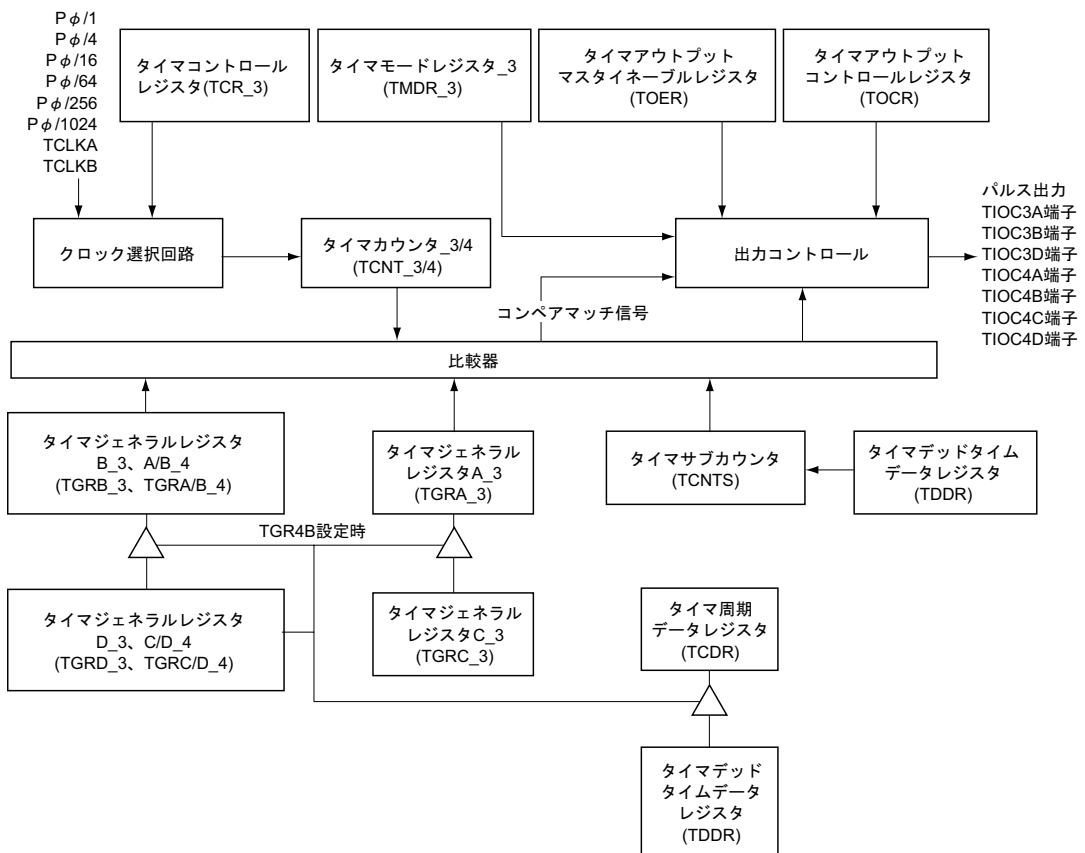 Pφ/1
Pφ/4
Pφ/16
Pφ/64
Pφ/256
Pφ/1024
TCLKA
TCLKB
タイマコントロール
レジスタ(TCR_3)
タイマモードレジスタ_3
(TMDR_3)
タイマアウトプット
マスタイネーブルレジスタ
(TOER)
タイマアウトプット
コントロールレジスタ
(TOCR)
クロック選択回路
タイマカウンタ_3/4
(TCNT_3/4)
出力コントロール
パルス出力
TIOC3A端子
TIOC3B端子
TIOC3D端子
TIOC4A端子
TIOC4B端子
TIOC4C端子
TIOC4D端子
コンペアマッチ信号
比較器
タイマジェネラルレジスタ
B_3、A/B_4
(TGRB_3、TGRA/B_4)
タイマジェネラル
レジスタA_3
(TGRA_3)
タイマサブカウンタ
(TCNTS)
タイマデッドタイム
データレジスタ
(TDDR)
TGR4B設定時
タイマジェネラルレジスタ
D_3、C/D_4
(TGRD_3、TGRC/D_4)
タイマジェネラル
レジスタC_3
(TGRC_3)
タイマ周期
データレジスタ
(TCDR)
タイマデッド
タイムデータ
レジスタ
(TDDR)